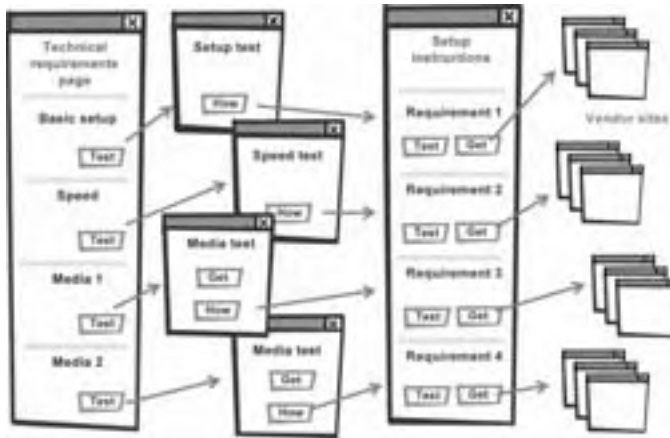 Technical
requirements
page
Basic setup
Test
Speed
Test
Media 1
Test
Media 2
Test
Setup test
How
Speed test
How
Media test
Get
How
Media test
Get
How
Setup
instructions
Requirement 1
Test Get
Requirement 2
Test Get
Requirement 3
Test Get
Requirement 4
Test Get
Vendor sites